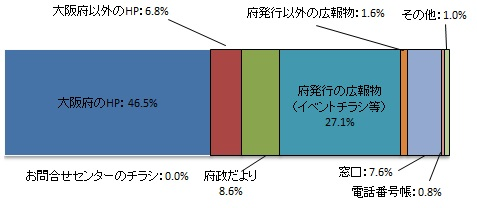 大阪府以外のHP：6.8%
府発行以外の広報物：1.6%
その他：1.0%
大阪府のHP：46.5%
府発行の広報物
（イベントチラシ等）
27.1%
お問合せセンターのチラシ：0.0%
府政だより
8.6%
窓口：7.6%
電話番号帳：0.8%